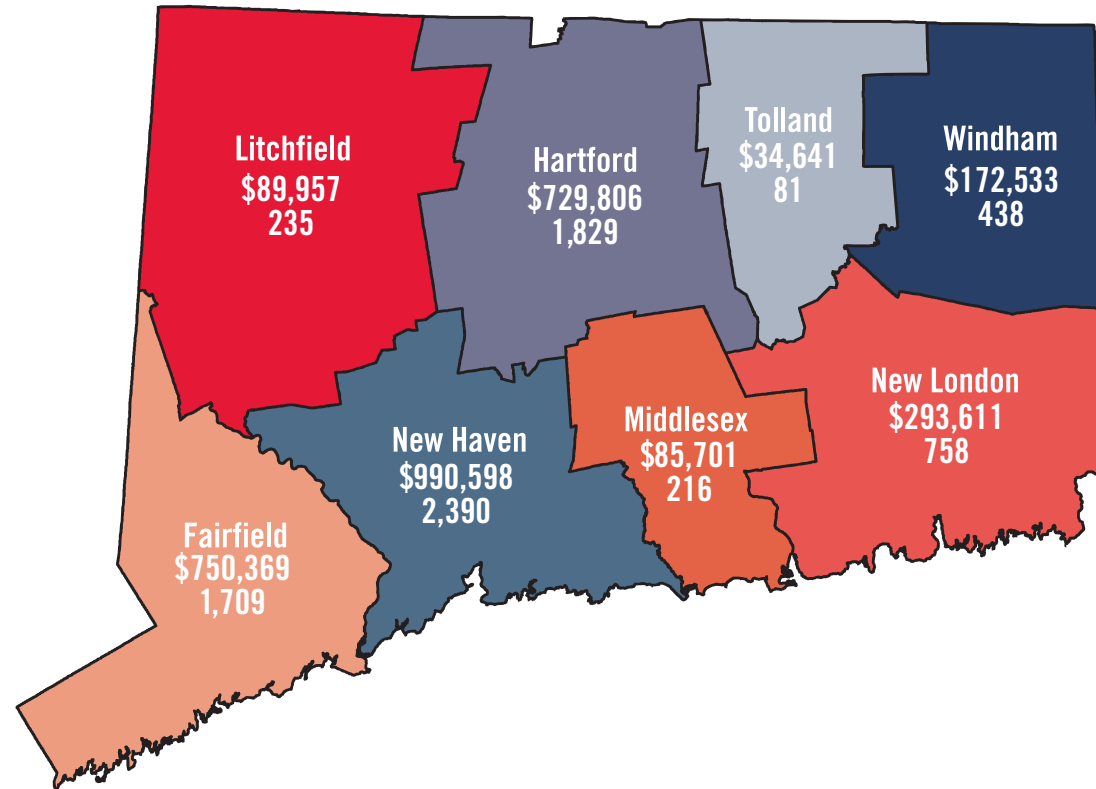 Litchfield
$89,957
235
Hartford
$729,806
1,829
Tolland
$34,641
81
Windham
$172,533
438
Fairfield
$750,369
1,709
New Haven
$990,598
2,390
Middlesex
$85,701
216
New London
$293,611
758